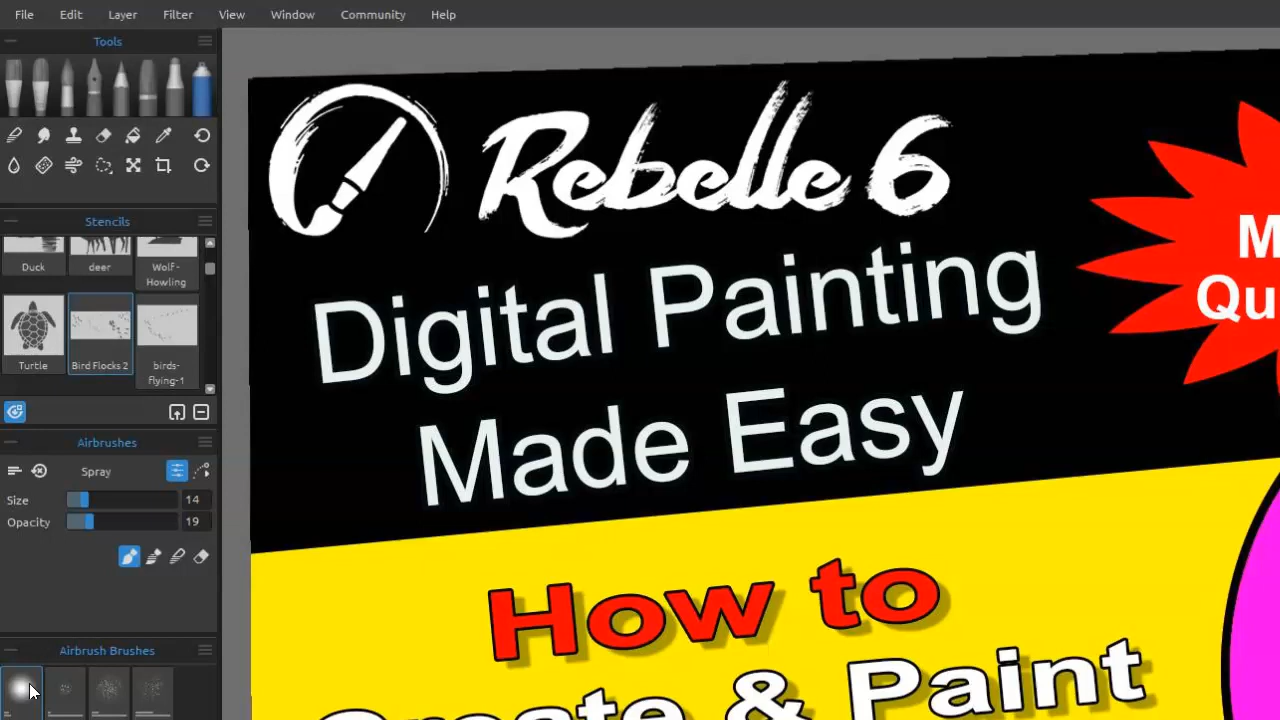 File Edit Layer Filter View Window Community Help
Tools
Stencils
Duck deer Wolf-
Howling
Turtle Bird Flocks 2 birds-
flying-1
Airbrushes
Spray
Size 14
Opacity 19
Airbrush Brushes
Rebelle 6
Digital Painting
Made Easy
How to
& Paint